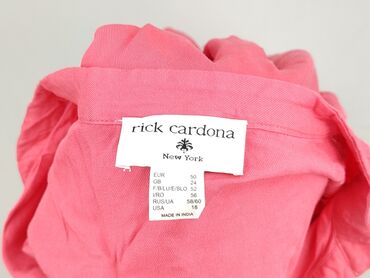 rick cardona
New York
EUR 50
GB 24
F/B/LU/E/SLO 52
I/RO 56
RUS/UA 58/60
USA 18
MADE IN INDIA